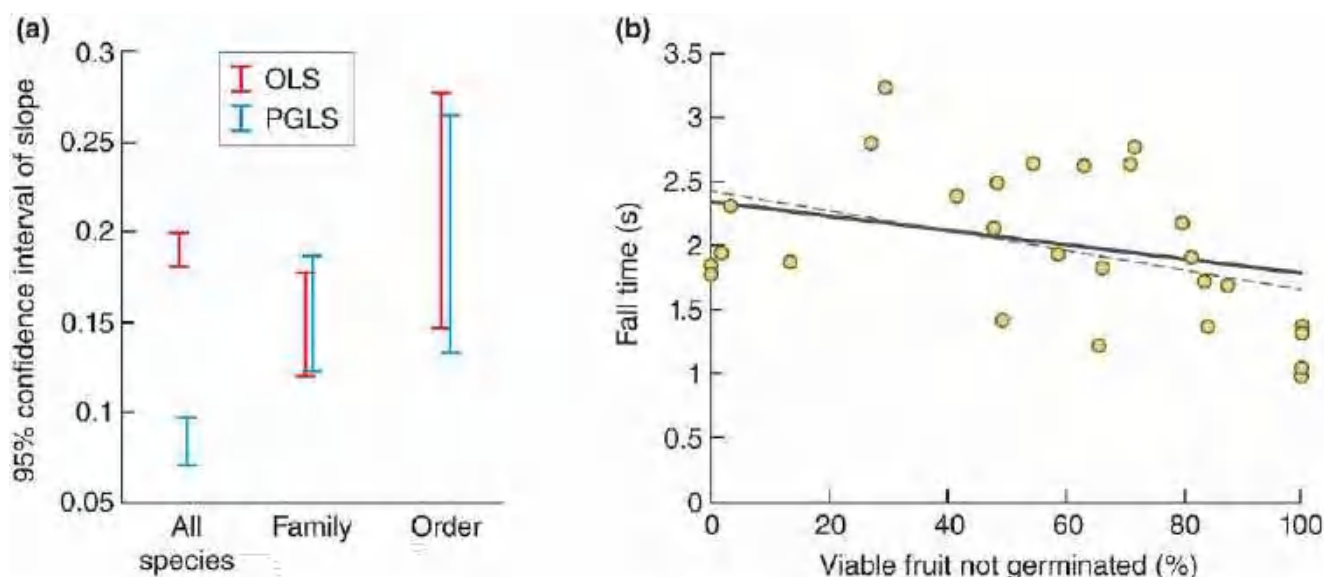 (a)
95% confidence interval of slope
0.3
0.25
0.2
0.15
0.1
0.05
OLS
PGLS
All
species
Family
Order
(b)
Fall time (s)
3.5
3
2.5
2
1.5
1
0.5
0
0
20
40
60
80
100
Viable fruit not germinated (%)